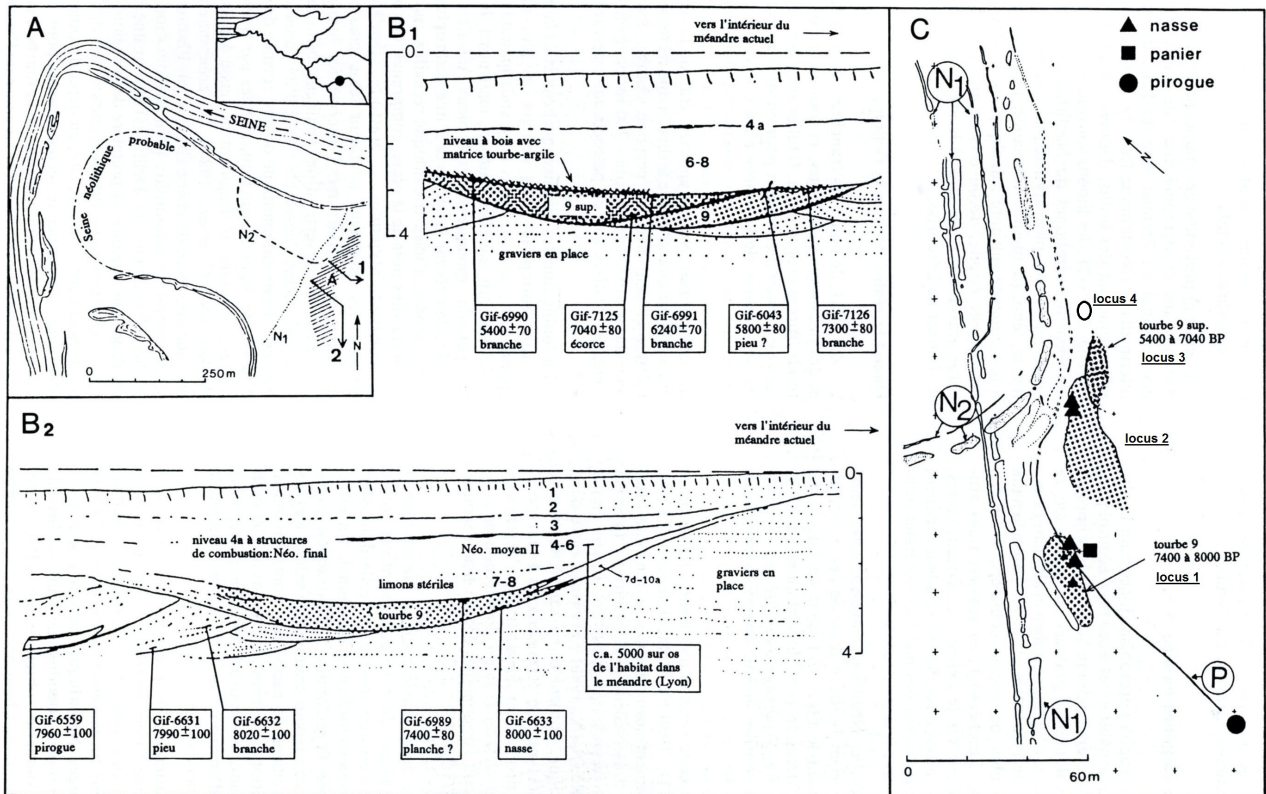 A
SEINE
Seine néolithique probable
N2
N1
A
1
2
N
0
250 m
B1
vers l'intérieur du
méandre actuel
0
4 a
niveau à bois avec
matrice tourbe-argile
6-8
9 sup.
9
4
graviers en place
Gif-6990
5400±70
branche
Gif-7125
7040±80
écorce
Gif-6991
6240±70
branche
Gif-6043
5800±80
pieu ?
Gif-7126
7300±80
branche
B2
vers l'intérieur du
méandre actuel
0
1
2
3
niveau 4a à structures
de combustion:Néo. final
Néo. moyen II
4-6
limons stériles
7-8
7d-10a
graviers en
place
tourbe 9
4
c.a. 5000 sur os
de l'habitat dans
le méandre (Lyon)
Gif-6559
7960±100
pirogue
Gif-6631
7990±100
pieu
Gif-6632
8020±100
branche
Gif-6989
7400±80
planche ?
Gif-6633
8000±100
nasse
C
nasse
panier
pirogue
N
N1
locus 4
tourbe 9 sup.
5400 à 7040 BP
locus 3
N2
locus 2
tourbe 9
7400 à 8000 BP
locus 1
P
N1
0
60 m